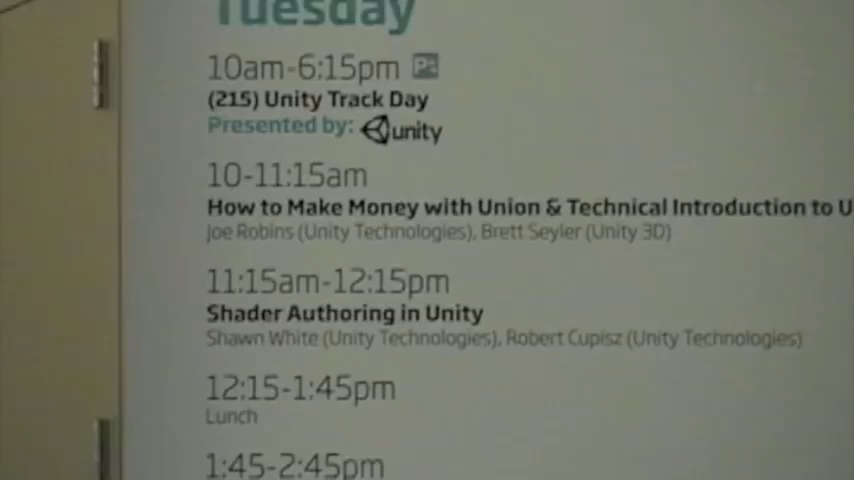 Tuesday
10am-6:15pm
(215) Unity Track Day
Presented by: unity
10-11:15am
How to Make Money with Union & Technical Introduction to U
Joe Robins (Unity Technologies), Brett Seyler (Unity 3D)
11:15am-12:15pm
Shader Authoring in Unity
Shawn White (Unity Technologies), Robert Cupisz (Unity Technologies)
12:15-1:45pm
Lunch
1:45-2:45pm